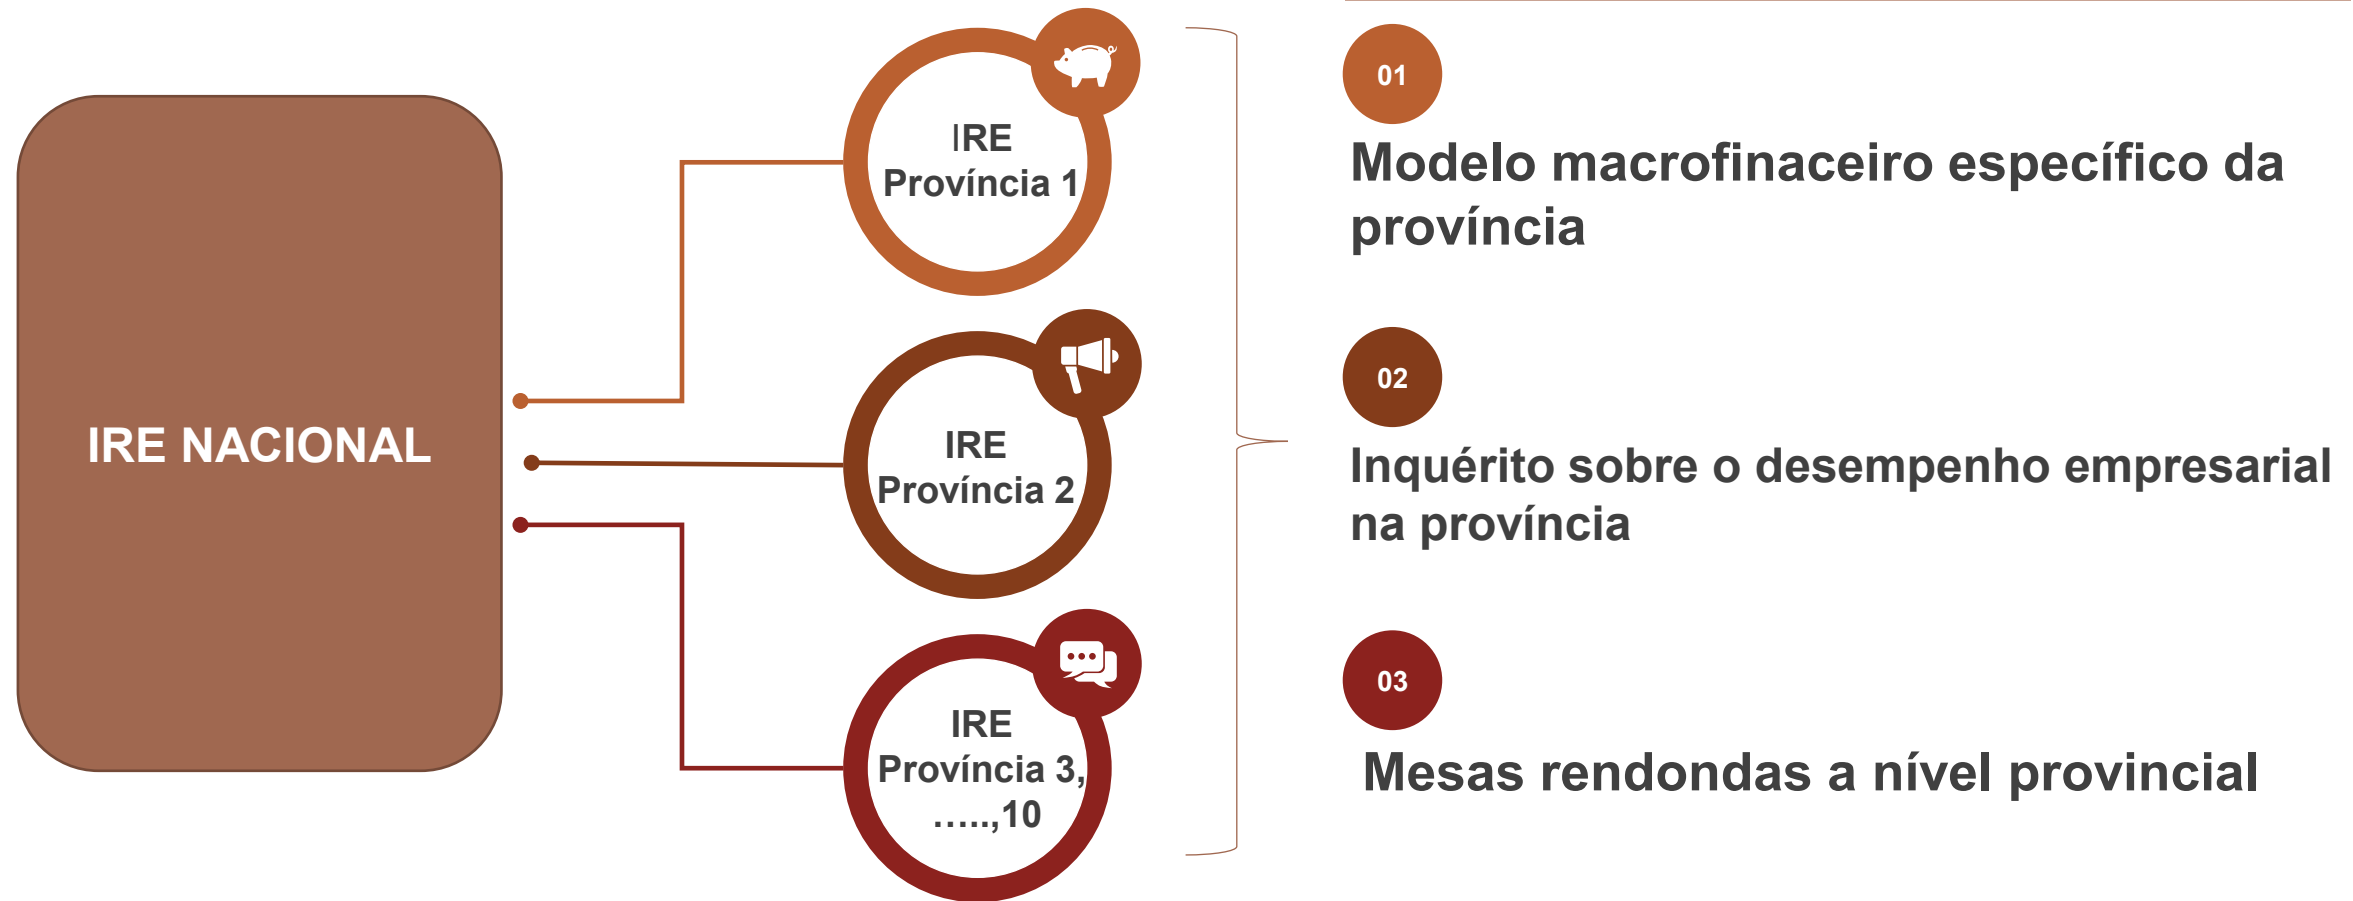 IRE NACIONAL
IRE
Província 1
IRE
Província 2
IRE
Província 3,
…..,10
01
Modelo macrofinaceiro específico da
província
02
Inquérito sobre o desempenho empresarial
na província
03
Mesas rendondas a nível provincial